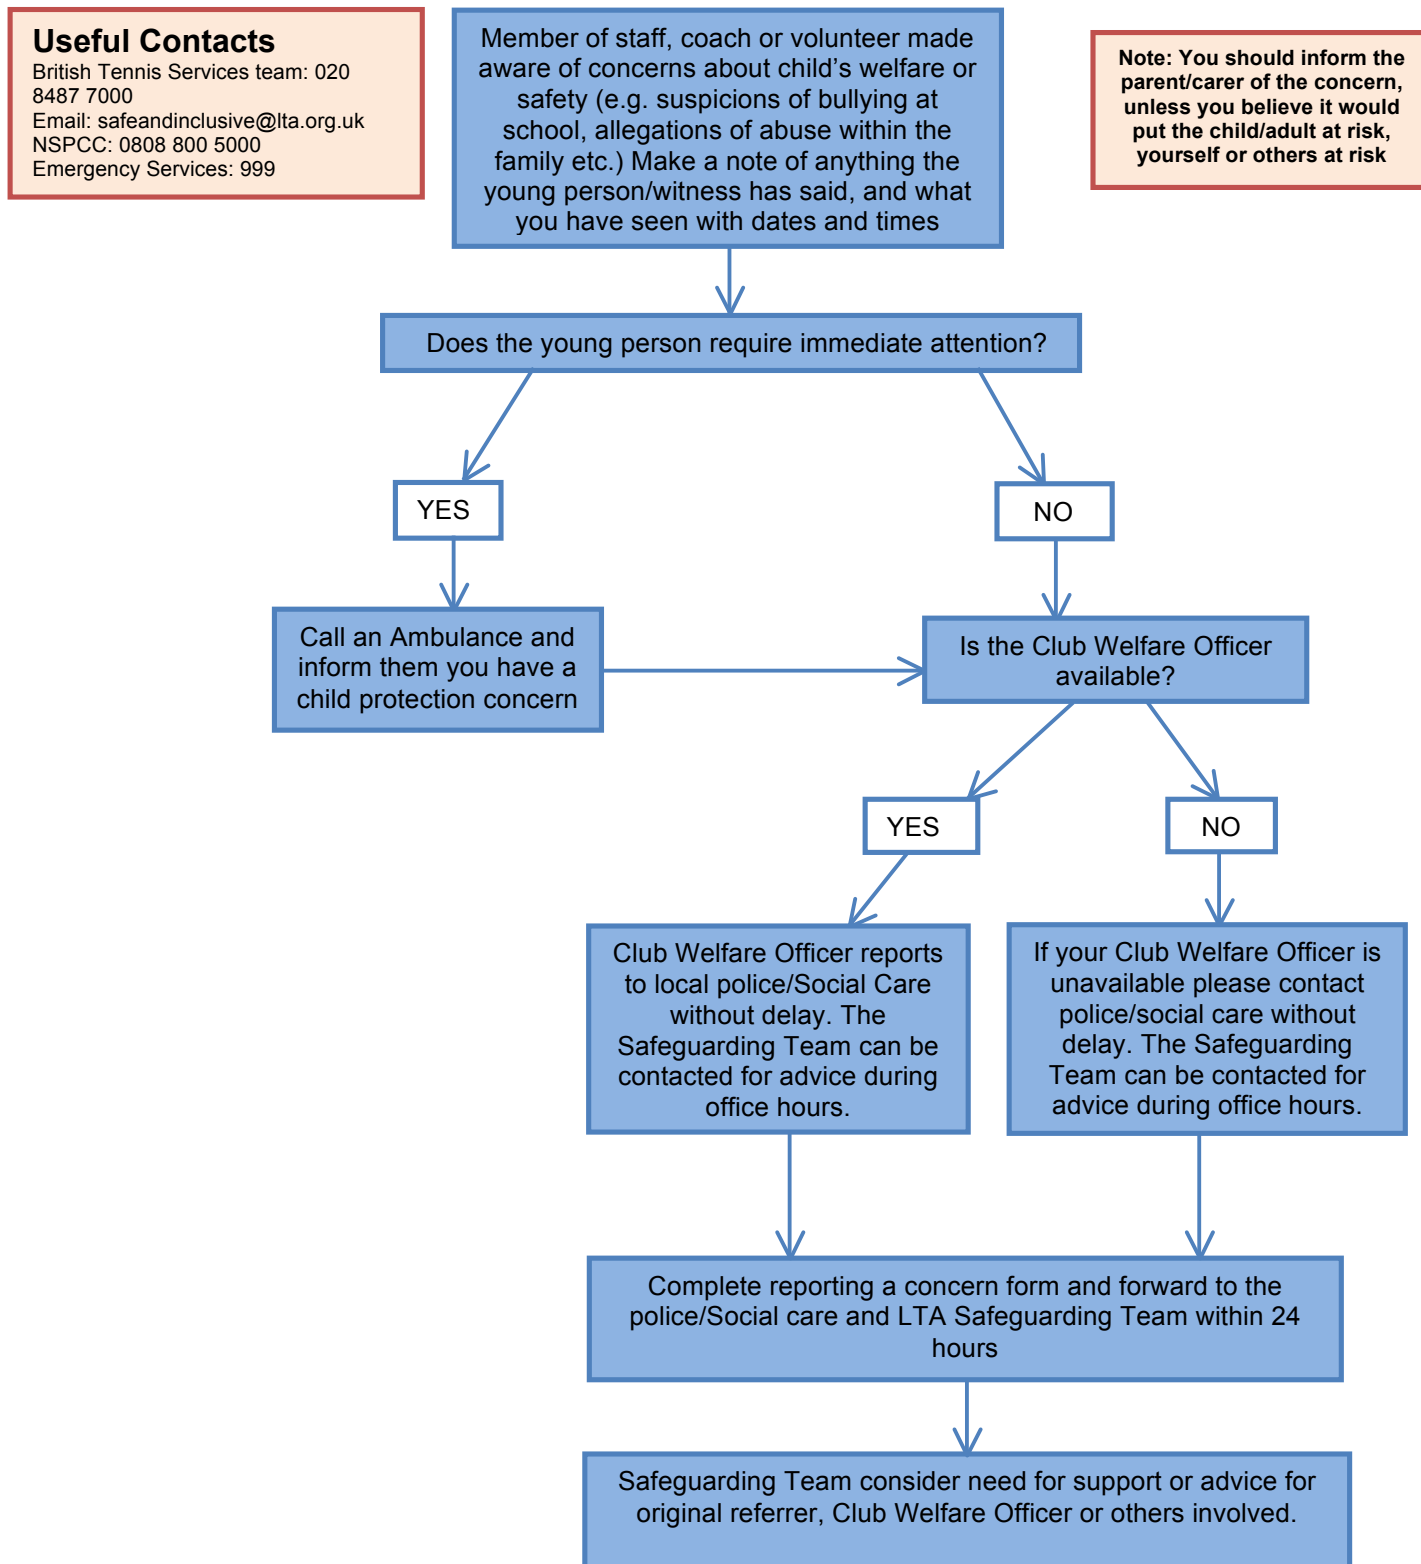 Useful Contacts
British Tennis Services team: 020
8487 7000
Email: safeandinclusive@lta.org.uk
NSPCC: 0808 800 5000
Emergency Services: 999
Member of staff, coach or volunteer made
aware of concerns about child's welfare or
safety (e.g. suspicions of bullying at
school, allegations of abuse within the
family etc.) Make a note of anything the
young person/witness has said, and what
you have seen with dates and times
Note: You should inform the
parent/carer of the concern,
unless you believe it would
put the child/adult at risk,
yourself or others at risk
Does the young person require immediate attention?
YES
NO
Call an Ambulance and
inform them you have a
child protection concern
Is the Club Welfare Officer
available?
YES
NO
Club Welfare Officer reports
to local police/Social Care
without delay. The
Safeguarding Team can be
contacted for advice during
office hours.
If your Club Welfare Officer is
unavailable please contact
police/social care without
delay. The Safeguarding
Team can be contacted for
advice during office hours.
Complete reporting a concern form and forward to the
police/Social care and LTA Safeguarding Team within 24
hours
Safeguarding Team consider need for support or advice for
original referrer, Club Welfare Officer or others involved.